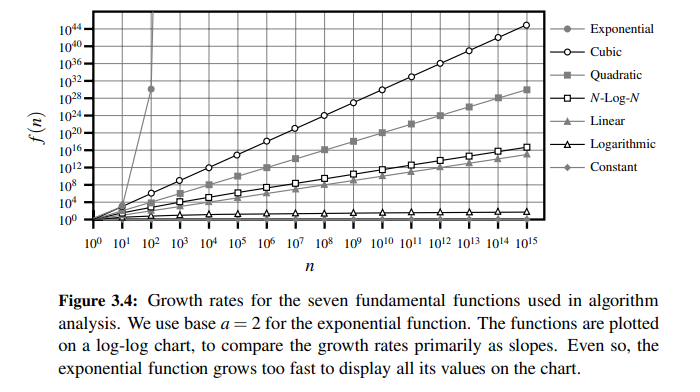 10^44
10^40
10^36
10^32
10^28
10^24
10^20
10^16
10^12
10^8
10^4
10^0
f(n)
10^0 10^1 10^2 10^3 10^4 10^5 10^6 10^7 10^8 10^9 10^10 10^11 10^12 10^13 10^14 10^15
n
Exponential
Cubic
Quadratic
N-Log-N
Linear
Logarithmic
Constant
Figure 3.4: Growth rates for the seven fundamental functions used in algorithm
analysis. We use base a = 2 for the exponential function. The functions are plotted
on a log-log chart, to compare the growth rates primarily as slopes. Even so, the
exponential function grows too fast to display all its values on the chart.